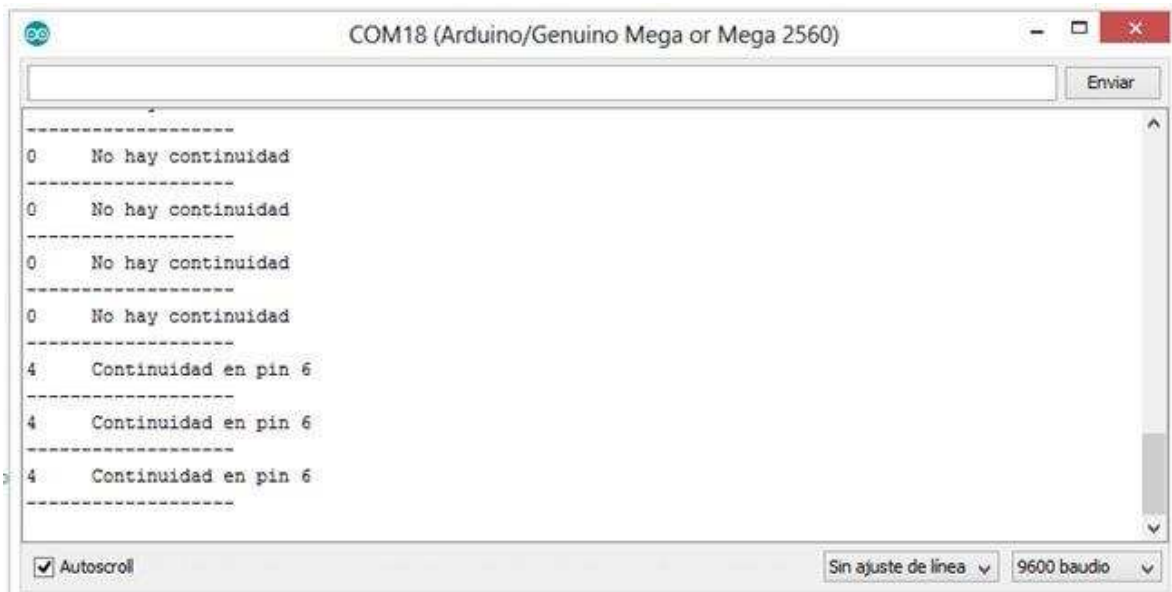 COM18 (Arduino/Genuino Mega or Mega 2560)
Enviar
-------------------
0 No hay continuidad
-------------------
0 No hay continuidad
-------------------
0 No hay continuidad
-------------------
0 No hay continuidad
-------------------
4 Continuidad en pin 6
-------------------
4 Continuidad en pin 6
-------------------
4 Continuidad en pin 6
-------------------
Autoscroll
Sin ajuste de línea
9600 baudio